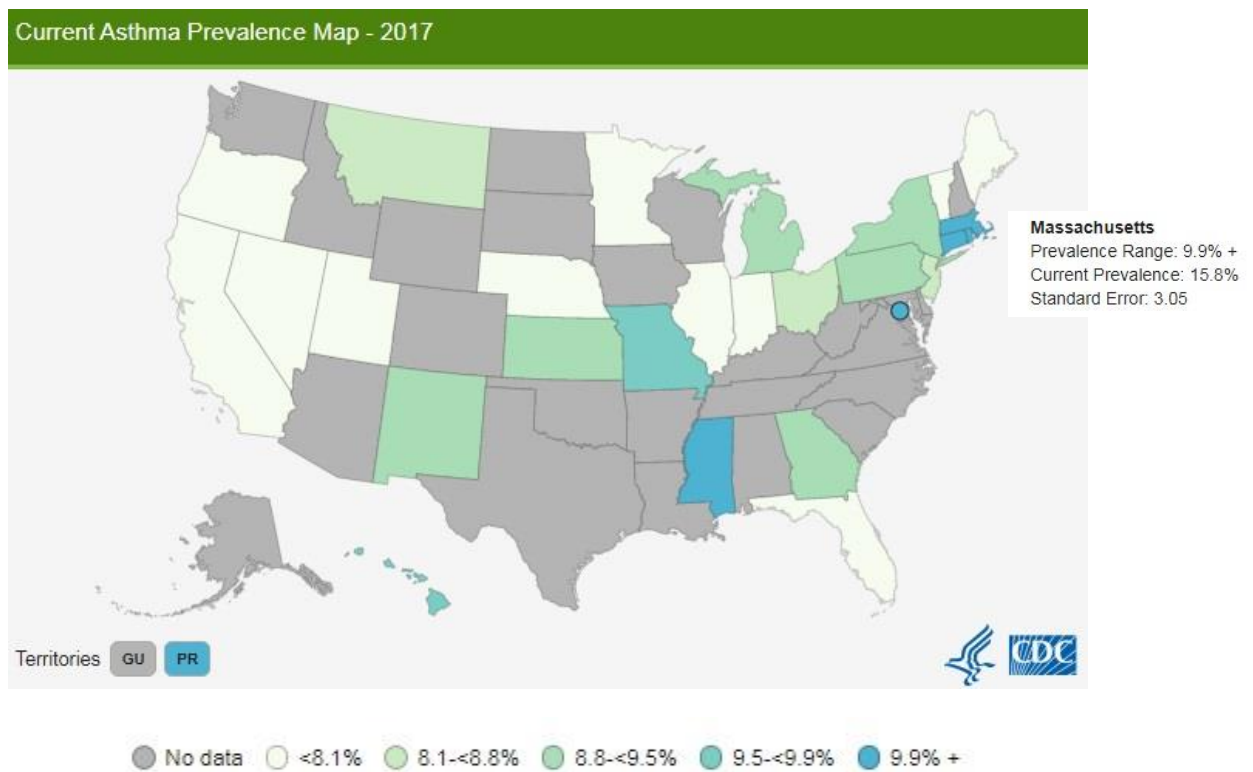 Current Asthma Prevalence Map - 2017
Massachusetts
Prevalence Range: 9.9% +
Current Prevalence: 15.8%
Standard Error: 3.05
Territories GU PR
CDC
No data <8.1% 8.1-<8.8% 8.8-<9.5% 9.5-<9.9% 9.9% +